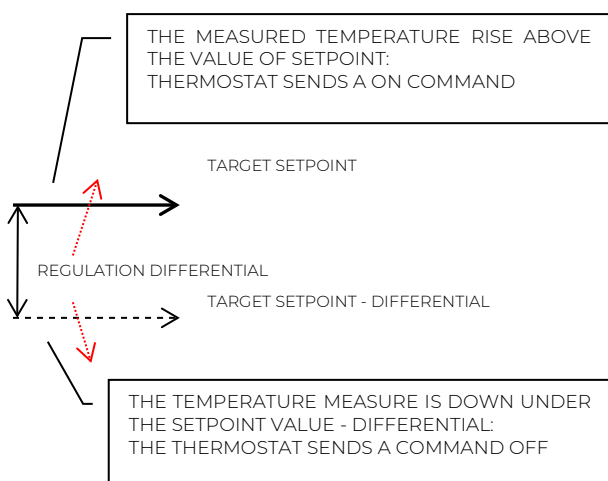 THE MEASURED TEMPERATURE RISE ABOVE
THE VALUE OF SETPOINT:
THERMOSTAT SENDS A ON COMMAND
TARGET SETPOINT
REGULATION DIFFERENTIAL
TARGET SETPOINT - DIFFERENTIAL
THE TEMPERATURE MEASURE IS DOWN UNDER
THE SETPOINT VALUE - DIFFERENTIAL:
THE THERMOSTAT SENDS A COMMAND OFF